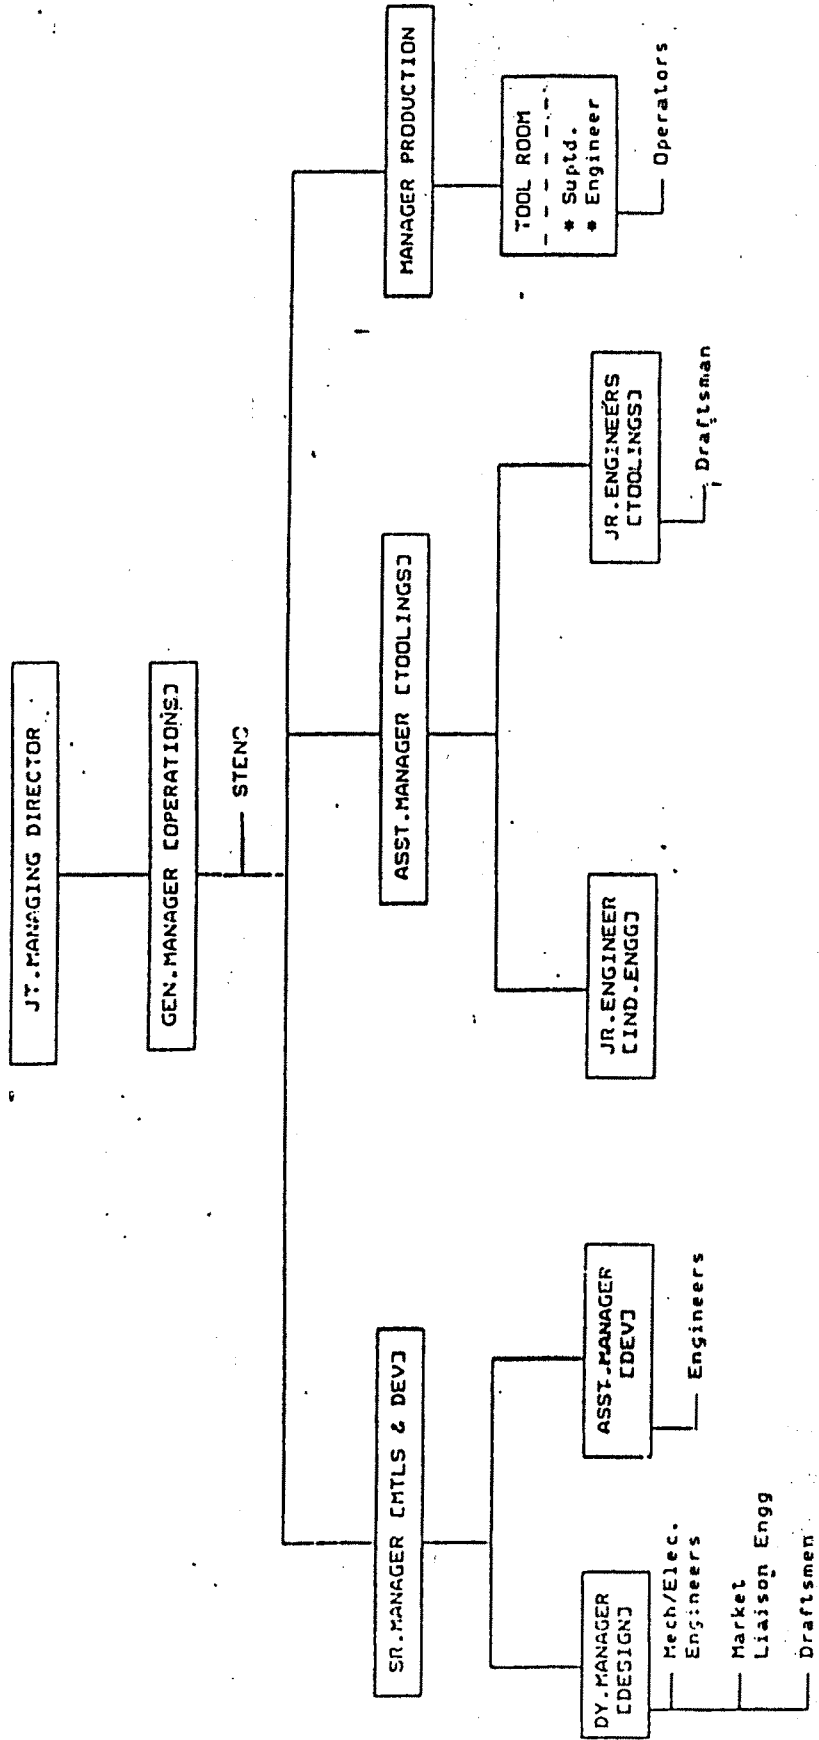 JT.MANAGING DIRECTOR
GEN.MANAGER [OPERATIONS]
STENO
SR.MANAGER [MTLS & DEV]
ASST.MANAGER [TOOLINGS]
MANAGER PRODUCTION
DY.MANAGER
[DESIGN]
Mech/Elec.
Engineers
Market
Liaison Engg
Draftsmen
ASST.MANAGER
[DEV]
Engineers
JR.ENGINEER
[IND.ENGG]
JR.ENGINEERS
[TOOLINGS]
Draftsman
TOOL ROOM
* Suptd.
* Engineer
Operators